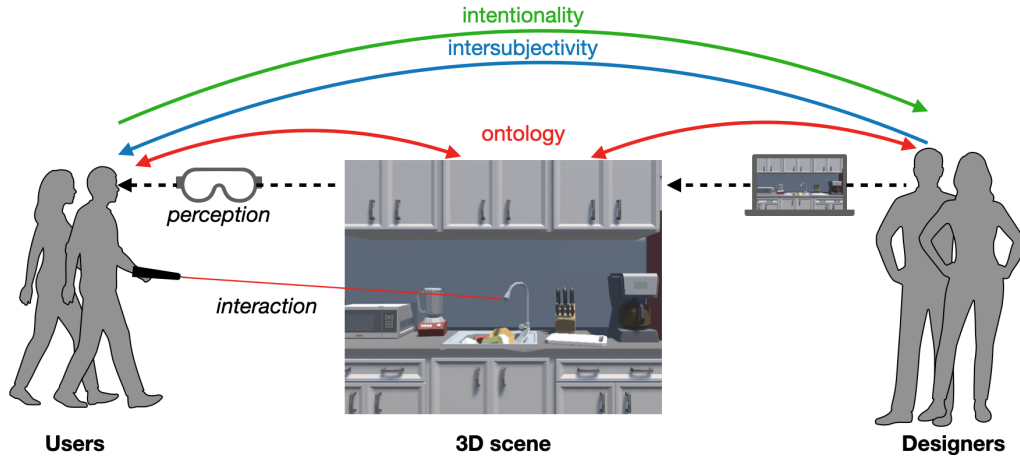 intentionality
intersubjectivity
ontology
perception
interaction
Users
3D scene
Designers